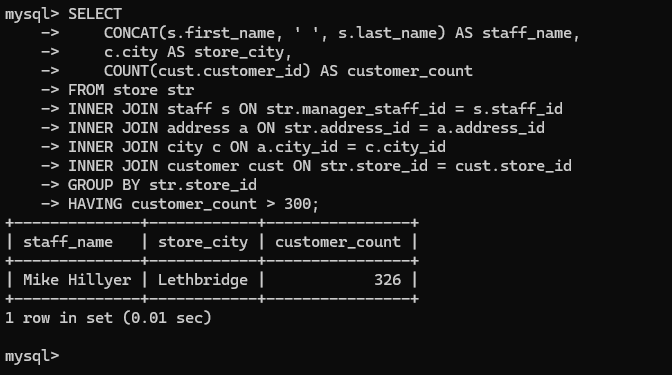 mysql> SELECT
    ->     CONCAT(s.first_name, ' ', s.last_name) AS staff_name,
    ->     c.city AS store_city,
    ->     COUNT(cust.customer_id) AS customer_count
    -> FROM store str
    -> INNER JOIN staff s ON str.manager_staff_id = s.staff_id
    -> INNER JOIN address a ON str.address_id = a.address_id
    -> INNER JOIN city c ON a.city_id = c.city_id
    -> INNER JOIN customer cust ON str.store_id = cust.store_id
    -> GROUP BY str.store_id
    -> HAVING customer_count > 300;
+--------------+------------+----------------+
| staff_name   | store_city | customer_count |
+--------------+------------+----------------+
| Mike Hillyer | Lethbridge |            326 |
+--------------+------------+----------------+
1 row in set (0.01 sec)

mysql>